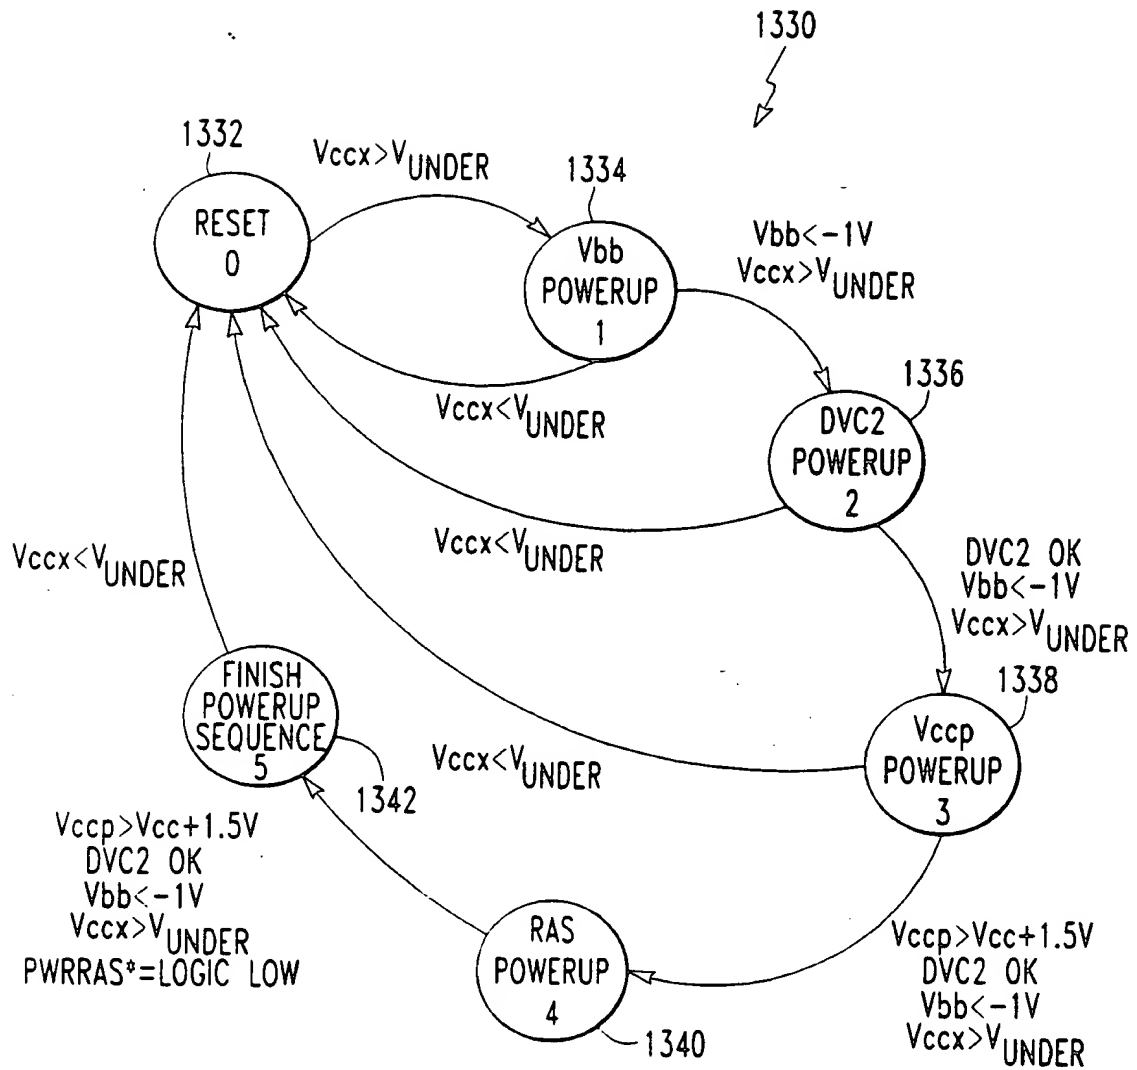 1330
1332
Vccx>VUNDER
1334
RESET
0
Vbb
POWERUP
1
Vbb<-1V
Vccx>VUNDER
1336
Vccx<VUNDER
DVC2
POWERUP
2
Vccx<VUNDER
Vccx<VUNDER
DVC2 OK
Vbb<-1V
Vccx>VUNDER
1338
FINISH
POWERUP
SEQUENCE
5
Vccx<VUNDER
Vccp
POWERUP
3
1342
Vccp>Vcc+1.5V
DVC2 OK
Vbb<-1V
Vccx>VUNDER
PWRRAS*=LOGIC LOW
RAS
POWERUP
4
1340
Vccp>Vcc+1.5V
DVC2 OK
Vbb<-1V
Vccx>VUNDER